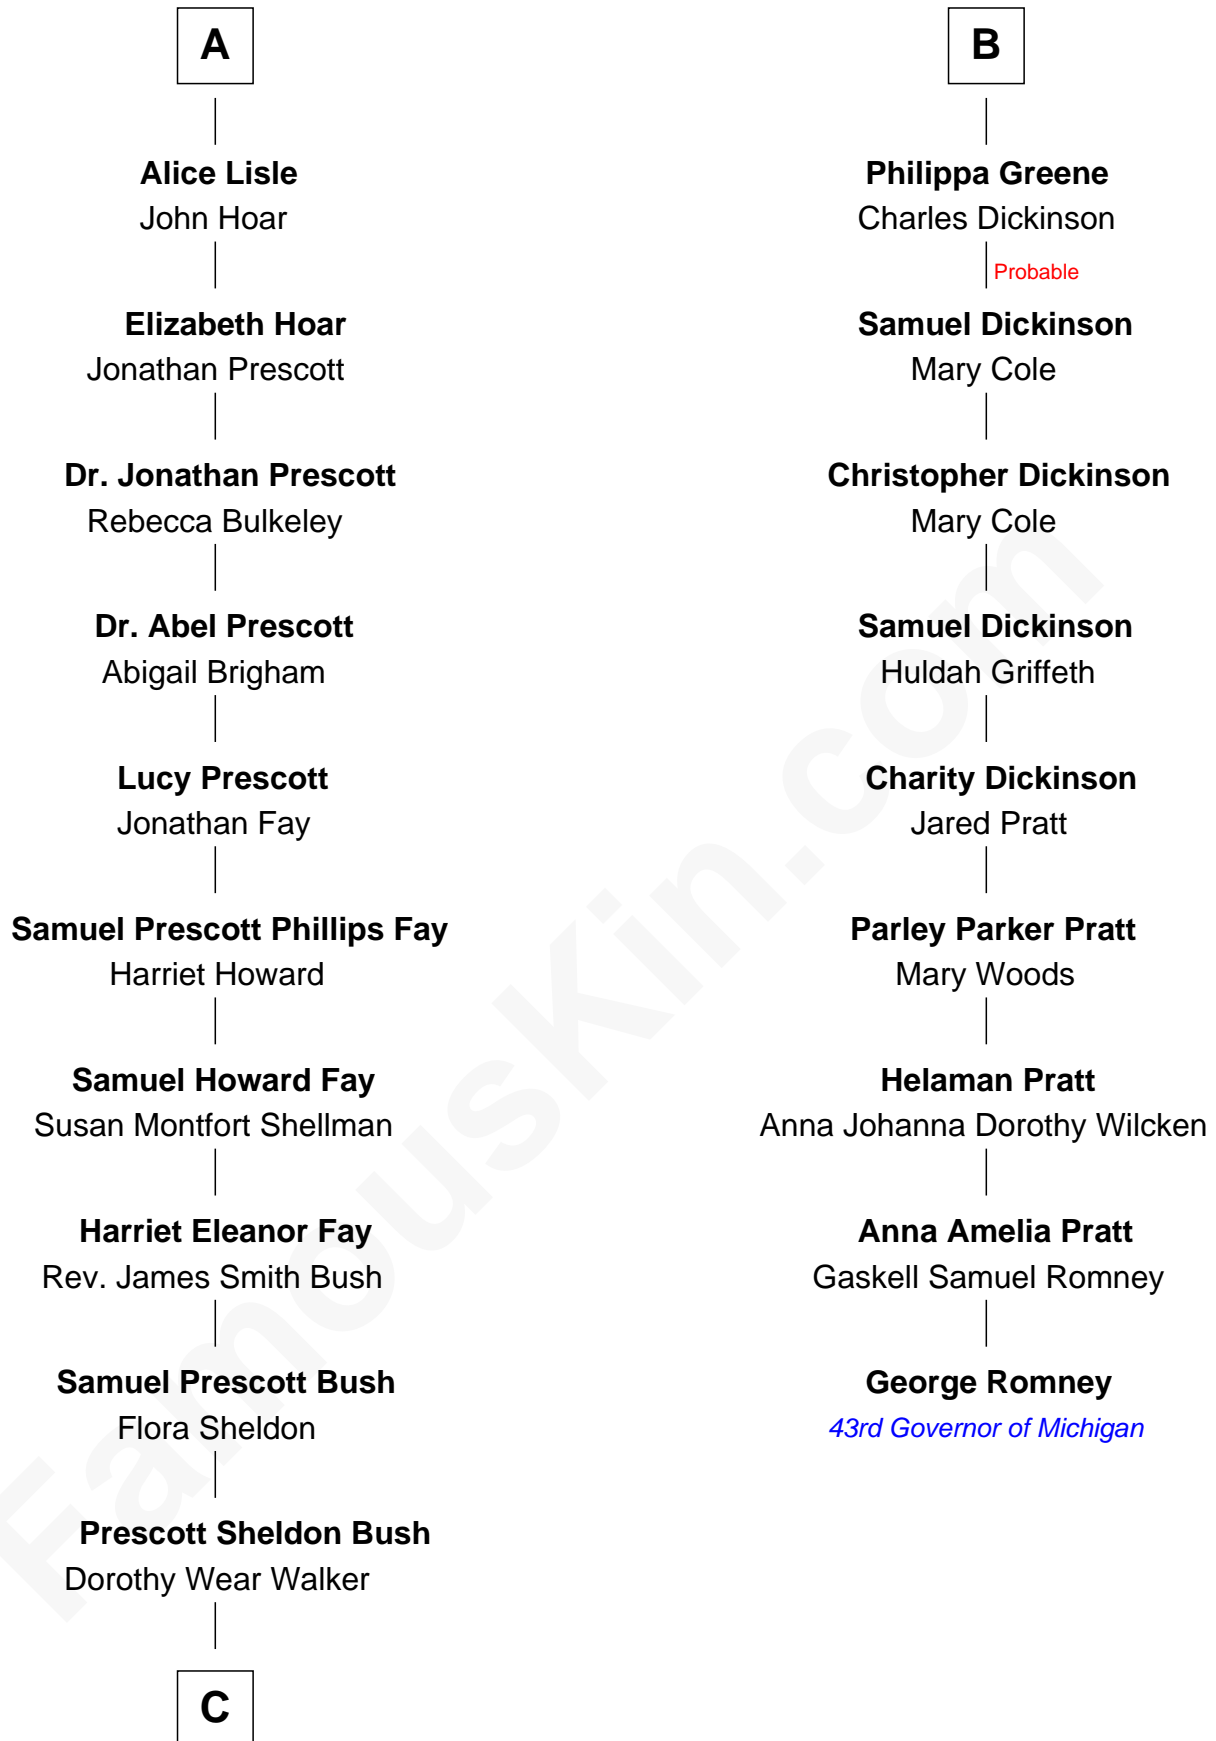 A
Alice Lisle
John Hoar
Elizabeth Hoar
Jonathan Prescott
Dr. Jonathan Prescott
Rebecca Bulkeley
Dr. Abel Prescott
Abigail Brigham
Lucy Prescott
Jonathan Fay
Samuel Prescott Phillips Fay
Harriet Howard
Samuel Howard Fay
Susan Montfort Shellman
Harriet Eleanor Fay
Rev. James Smith Bush
Samuel Prescott Bush
Flora Sheldon
Prescott Sheldon Bush
Dorothy Wear Walker
C
B
Philippa Greene
Charles Dickinson
Probable
Samuel Dickinson
Mary Cole
Christopher Dickinson
Mary Cole
Samuel Dickinson
Huldah Griffeth
Charity Dickinson
Jared Pratt
Parley Parker Pratt
Mary Woods
Helaman Pratt
Anna Johanna Dorothy Wilcken
Anna Amelia Pratt
Gaskell Samuel Romney
George Romney
43rd Governor of Michigan
FamousKin.com